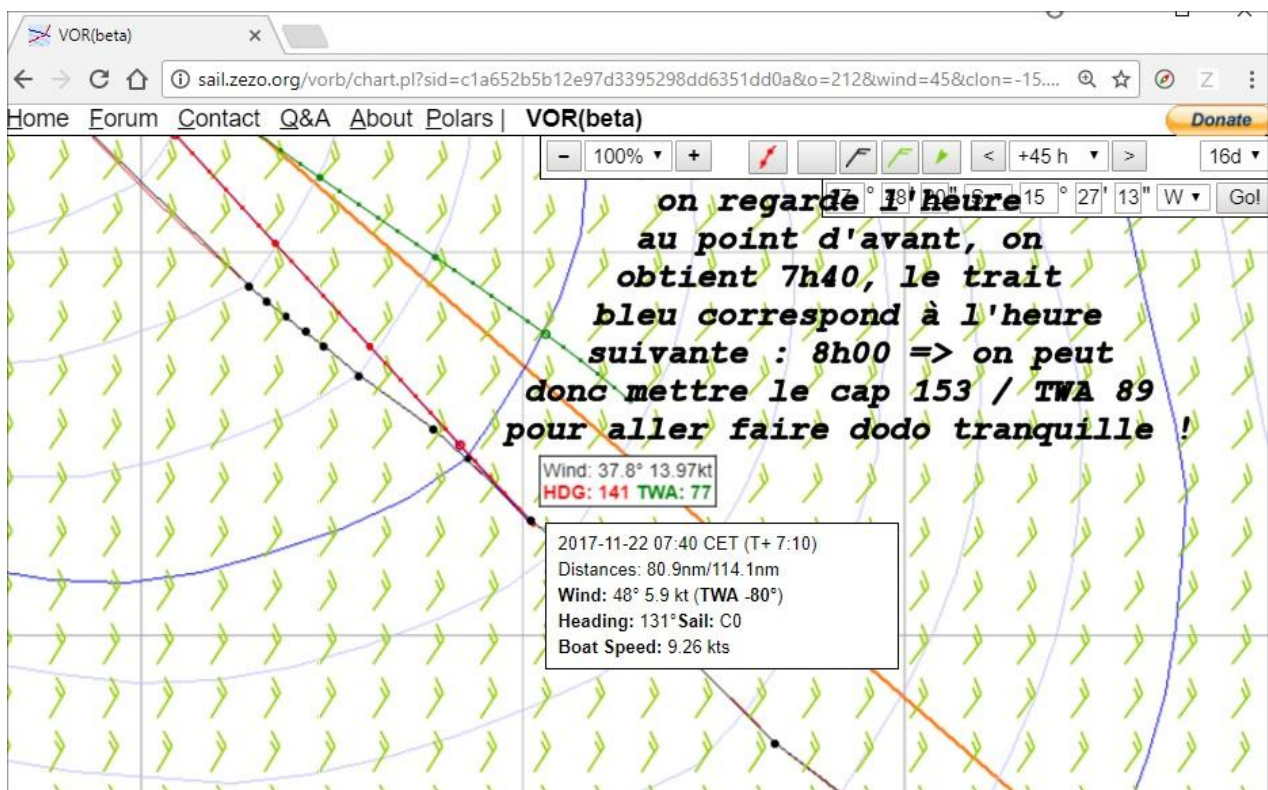 VOR(beta)
sail.zezo.org/vorb/chart.pl?sid=c1a652b5b12e97d3395298dd6351dd0a&o=212&wind=45&clon=-15....
Home Forum Contact Q&A About Polars | VOR(beta)
Donate
- 100% + < +45 h > 16d
15 ° 27' 13" W Go!
on regarde l'heure
au point d'avant, on
obtient 7h40, le trait
bleu correspond à l'heure
suivante : 8h00 => on peut
donc mettre le cap 153 / TWA 89
pour aller faire dodo tranquille !
Wind: 37.8° 13.97kt
HDG: 141 TWA: 77
2017-11-22 07:40 CET (T+ 7:10)
Distances: 80.9nm/114.1nm
Wind: 48° 5.9 kt (TWA -80°)
Heading: 131° Sail: C0
Boat Speed: 9.26 kts